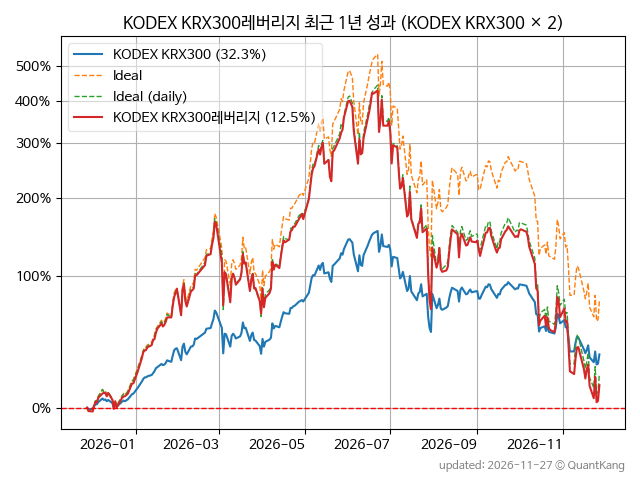 KODEX KRX300레버리지 최근 1년 성과 (KODEX KRX300 × 2)
KODEX KRX300 (32.3%)
Ideal
Ideal (daily)
KODEX KRX300레버리지 (12.5%)
500%
400%
300%
200%
100%
0%
2026-01 2026-03 2026-05 2026-07 2026-09 2026-11
updated: 2026-11-27 © QuantKang